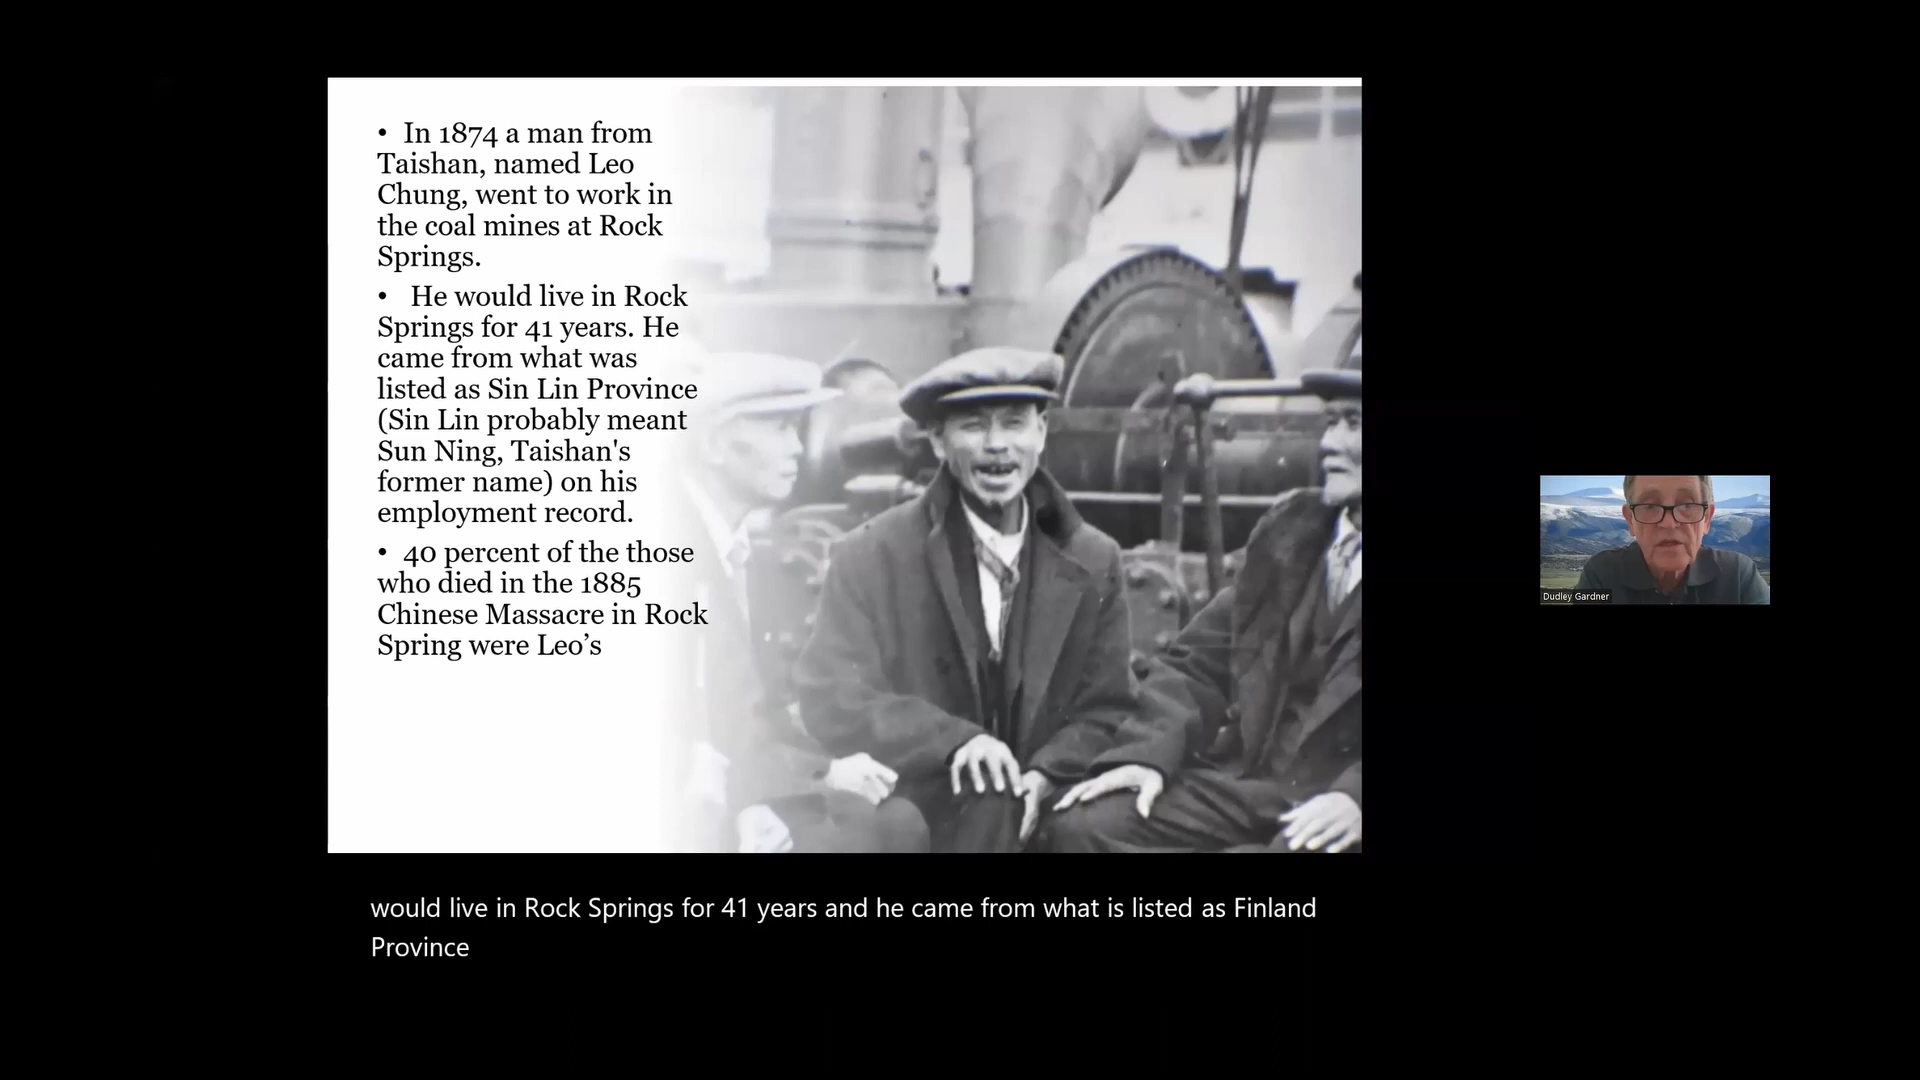 • In 1874 a man from
Taishan, named Leo
Chung, went to work in
the coal mines at Rock
Springs.
• He would live in Rock
Springs for 41 years. He
came from what was
listed as Sin Lin Province
(Sin Lin probably meant
Sun Ning, Taishan's
former name) on his
employment record.
• 40 percent of the those
who died in the 1885
Chinese Massacre in Rock
Spring were Leo’s
Dudley Gardner
would live in Rock Springs for 41 years and he came from what is listed as Finland
Province